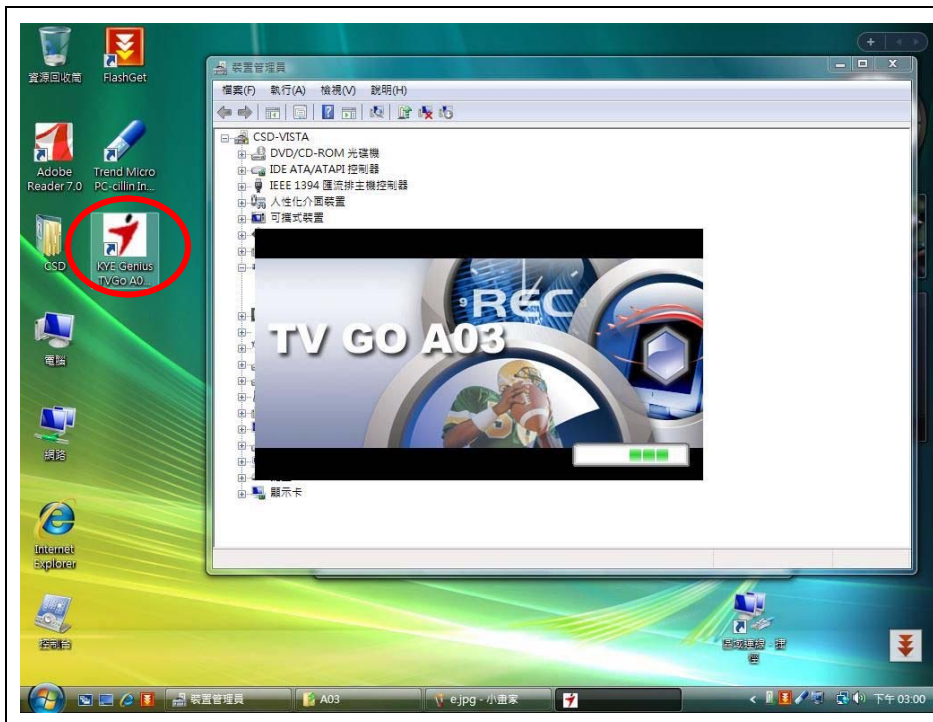 資源回收筒
FlashGet
Adobe
Reader 7.0
Trend Micro
PC-cillin In...
CSD
KYE Genius
TVGo A0...
電腦
網路
Internet
Explorer
控制台
裝置管理員
檔案(F) 執行(A) 檢視(V) 說明(H)
CSD-VISTA
DVD/CD-ROM 光碟機
IDE ATA/ATAPI 控制器
IEEE 1394 匯流排主機控制器
人性化介面裝置
可攜式裝置
REC
TV GO A03
顯示卡
裝置管理員
A03
e.jpg - 小畫家
下午 03:00